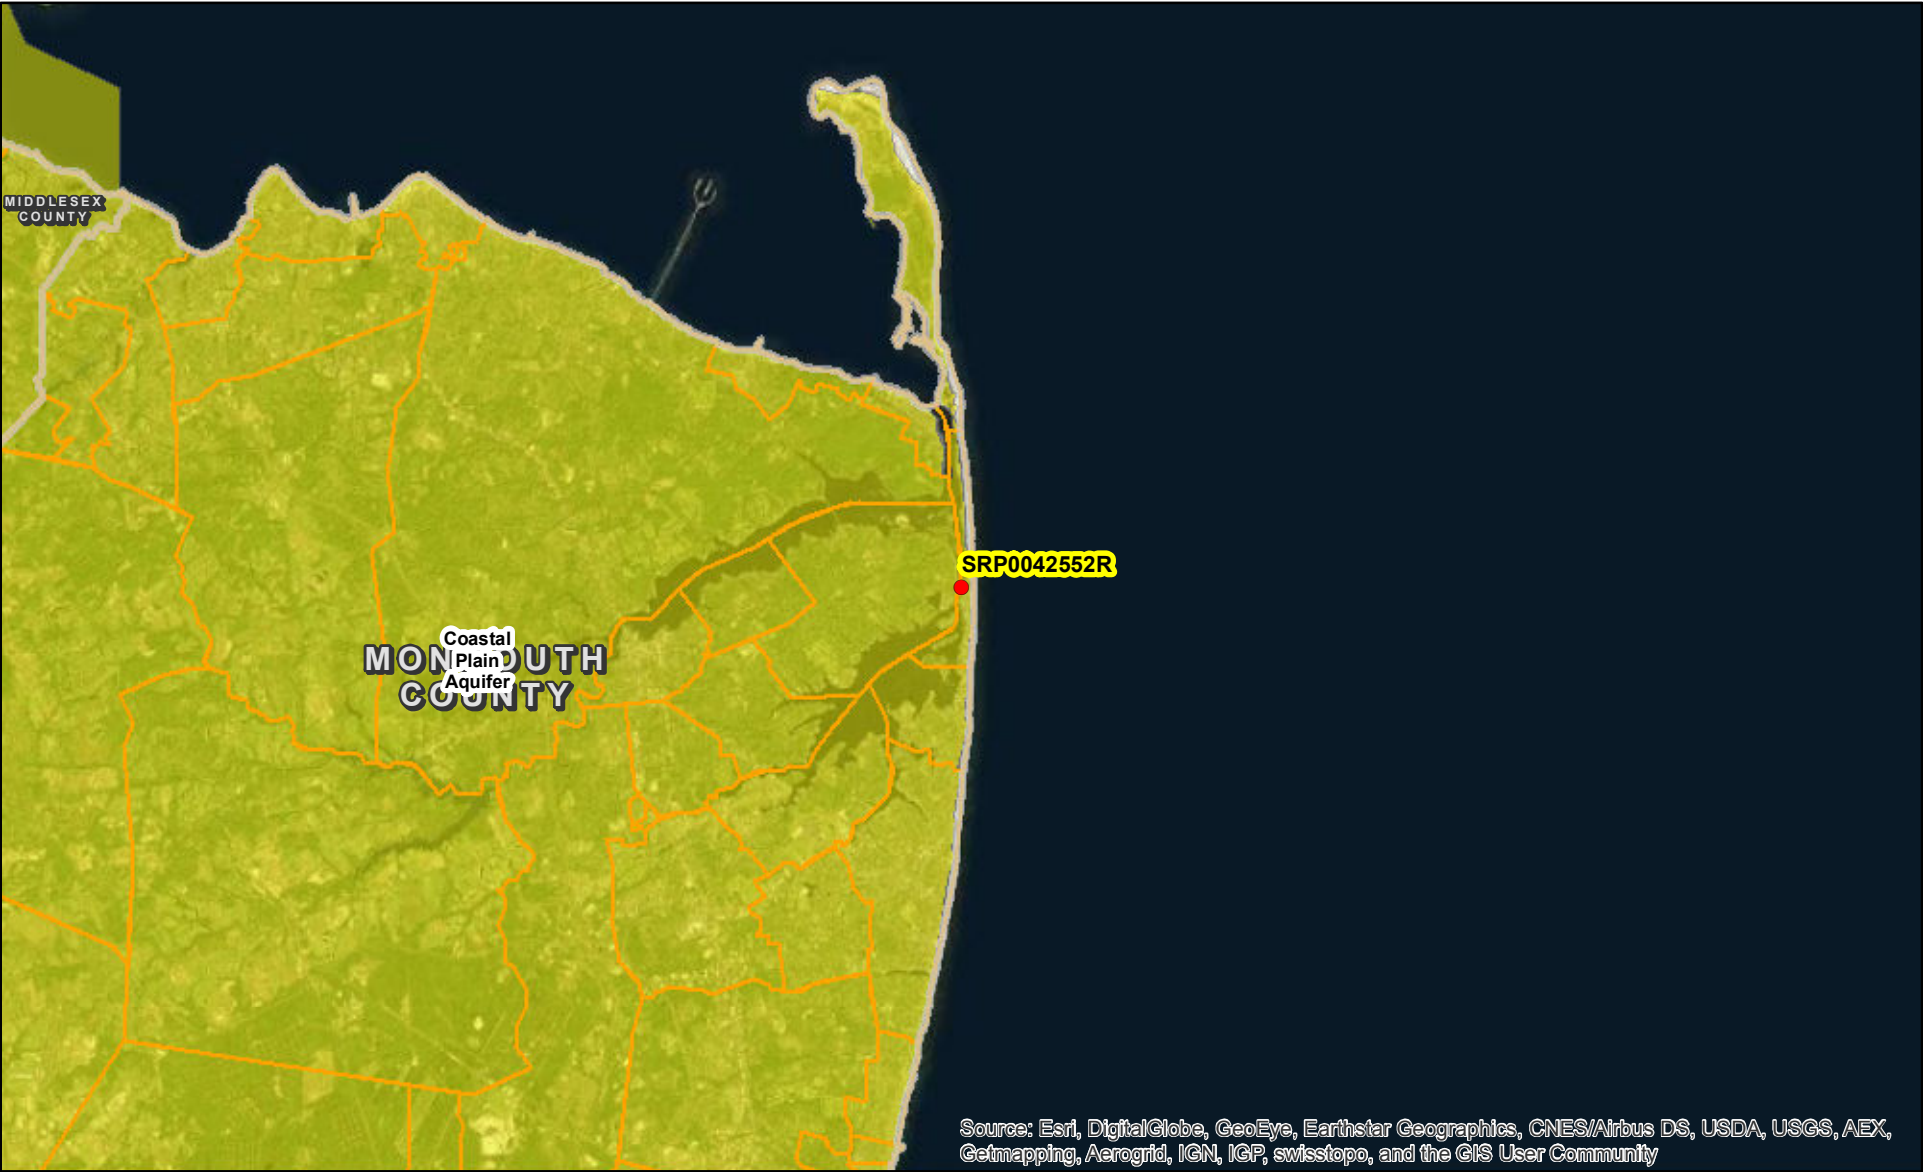 MIDDLESEX
COUNTY
SRP0042552R
Coastal
MONMOUTH
Plain
Aquifer
COUNTY
Source: Esri, DigitalGlobe, GeoEye, Earthstar Geographics, CNES/Airbus DS, USDA, USGS, AEX,
Getmapping, Aerogrid, IGN, IGP, swisstopo, and the GIS User Community